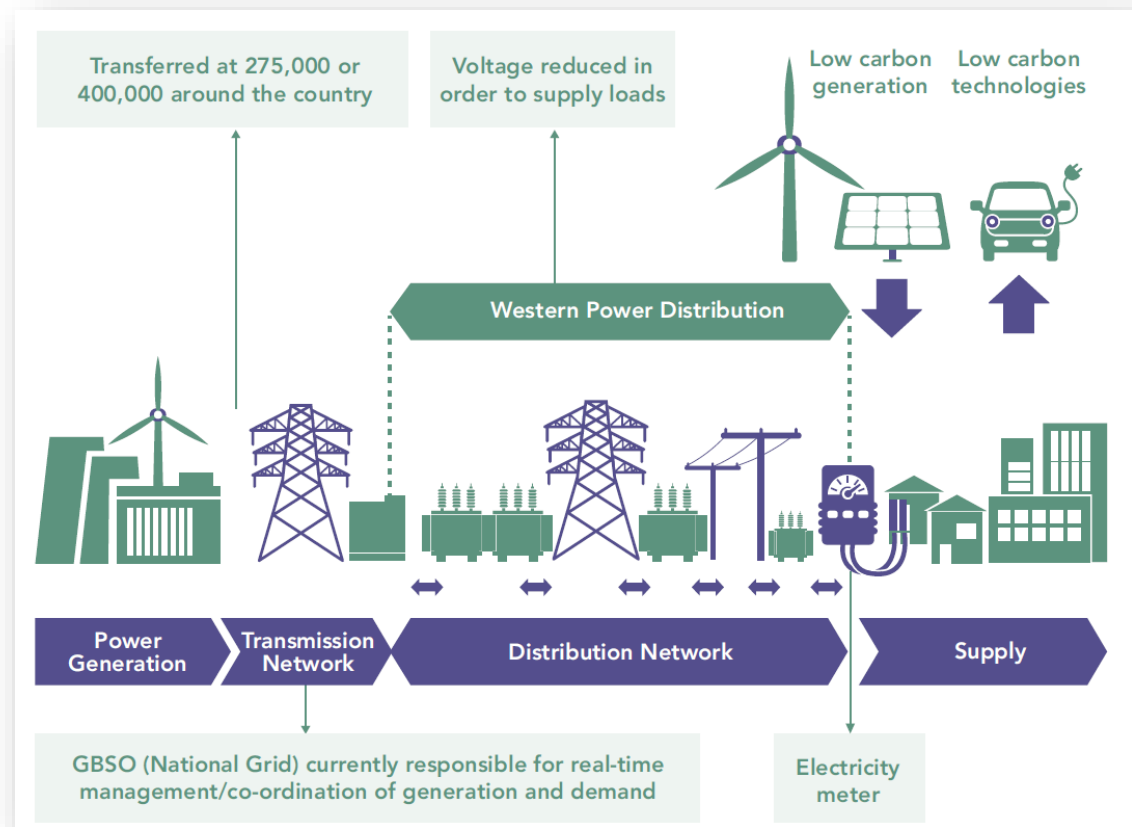 Transferred at 275,000 or
400,000 around the country
Voltage reduced in
order to supply loads
Low carbon
generation
Low carbon
technologies
Western Power Distribution
Power
Generation
Transmission
Network
Distribution Network
Supply
GBSO (National Grid) currently responsible for real-time
management/co-ordination of generation and demand
Electricity
meter